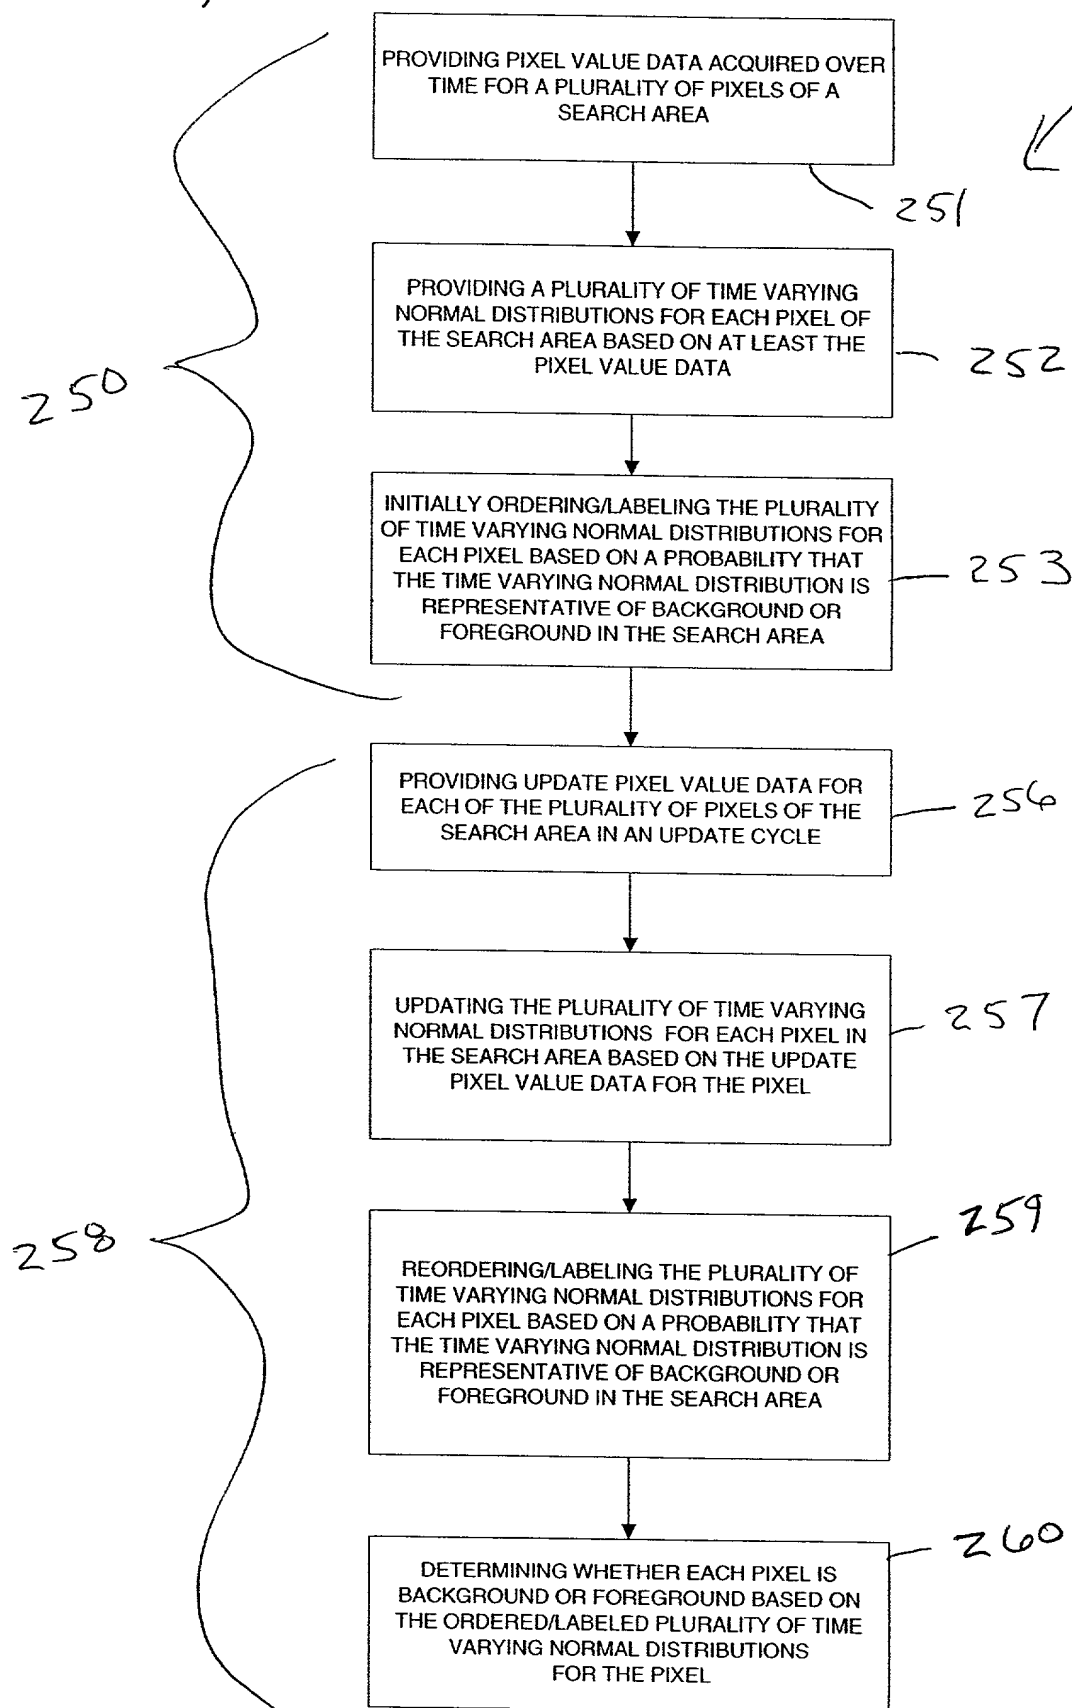 PROVIDING PIXEL VALUE DATA ACQUIRED OVER
TIME FOR A PLURALITY OF PIXELS OF A
SEARCH AREA
251
PROVIDING A PLURALITY OF TIME VARYING
NORMAL DISTRIBUTIONS FOR EACH PIXEL OF
THE SEARCH AREA BASED ON AT LEAST THE
PIXEL VALUE DATA
252
250
INITIALLY ORDERING/LABELING THE PLURALITY
OF TIME VARYING NORMAL DISTRIBUTIONS FOR
EACH PIXEL BASED ON A PROBABILITY THAT
THE TIME VARYING NORMAL DISTRIBUTION IS
REPRESENTATIVE OF BACKGROUND OR
FOREGROUND IN THE SEARCH AREA
253
PROVIDING UPDATE PIXEL VALUE DATA FOR
EACH OF THE PLURALITY OF PIXELS OF THE
SEARCH AREA IN AN UPDATE CYCLE
256
UPDATING THE PLURALITY OF TIME VARYING
NORMAL DISTRIBUTIONS FOR EACH PIXEL IN
THE SEARCH AREA BASED ON THE UPDATE
PIXEL VALUE DATA FOR THE PIXEL
257
258
REORDERING/LABELING THE PLURALITY OF
TIME VARYING NORMAL DISTRIBUTIONS FOR
EACH PIXEL BASED ON A PROBABILITY THAT
THE TIME VARYING NORMAL DISTRIBUTION IS
REPRESENTATIVE OF BACKGROUND OR
FOREGROUND IN THE SEARCH AREA
259
DETERMINING WHETHER EACH PIXEL IS
BACKGROUND OR FOREGROUND BASED ON
THE ORDERED/LABELED PLURALITY OF TIME
VARYING NORMAL DISTRIBUTIONS
FOR THE PIXEL
260